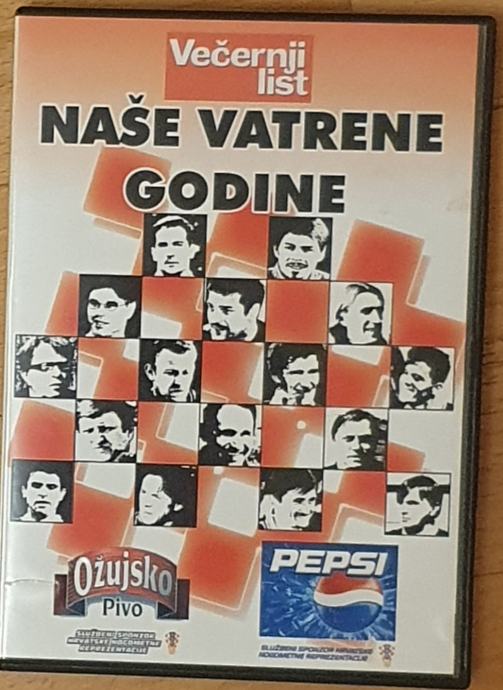 Večernji
list
NAŠE VATRENE
GODINE
Ožujsko
Pivo
SLUŽBENI SPONZOR
HRVATSKE NOGOMETNE
REPREZENTACIJE
PEPSI
SLUŽBENI SPONZOR HRVATSKE
NOGOMETNE REPREZENTACIJE